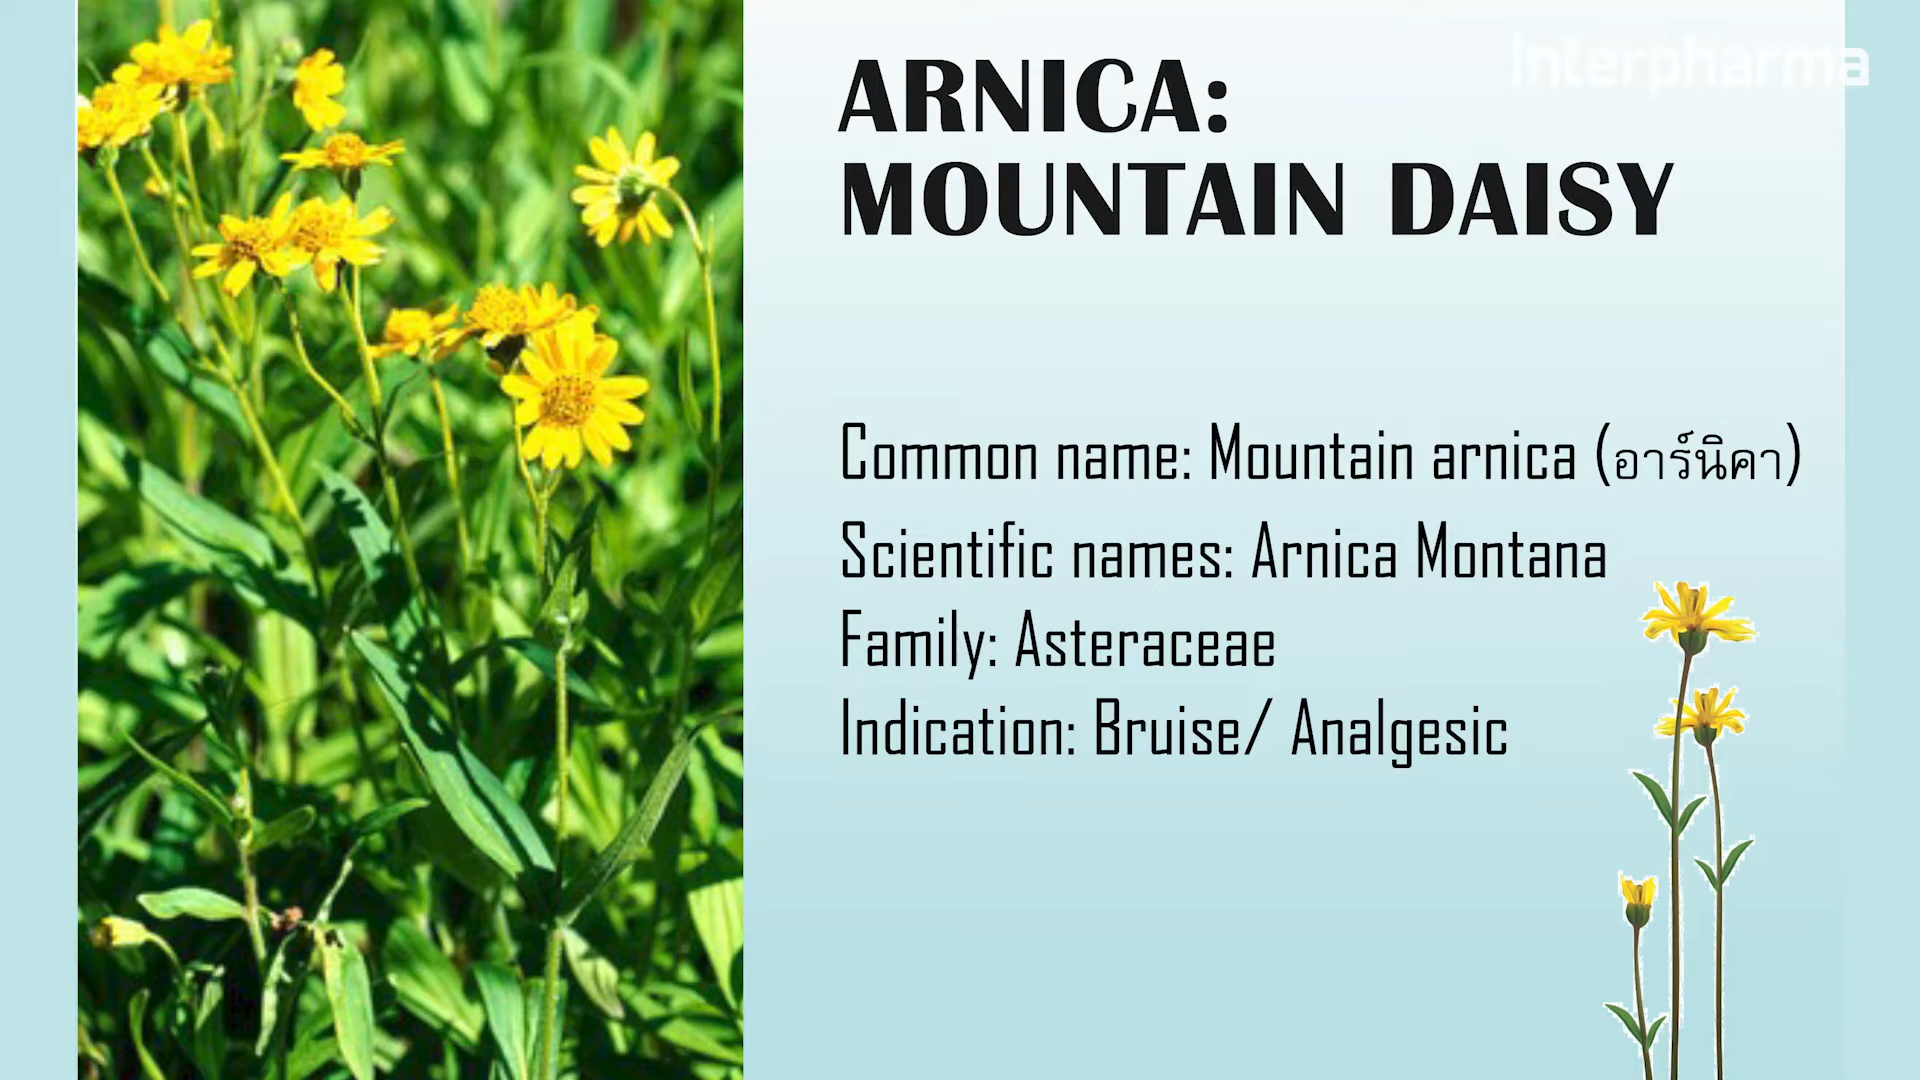 Interpharma
ARNICA:
MOUNTAIN DAISY
Common name: Mountain arnica (อาร์นิคา)
Scientific names: Arnica Montana
Family: Asteraceae
Indication: Bruise/ Analgesic